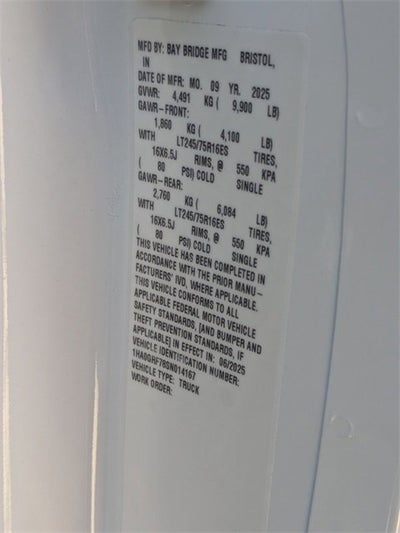 MFD BY: BAY BRIDGE MFG BRISTOL,
IN
DATE OF MFR: MO. 09 YR. 2025
GVWR: 4,491 KG ( 9,900 LB)
GAWR-FRONT:
1,860 KG ( 4,100 LB)
WITH LT245/75R16ES TIRES,
16X6.5J RIMS, @ 550 KPA
( 80 PSI) COLD SINGLE
GAWR-REAR:
2,760 KG ( 6,084 LB)
WITH LT245/75R16ES TIRES,
16X6.5J RIMS, @ 550 KPA
( 80 PSI) COLD SINGLE
THIS VEHICLE HAS BEEN COMPLETED IN
ACCORDANCE WITH THE PRIOR MANU-
FACTURERS' IVD, WHERE APPLICABLE.
THIS VEHICLE CONFORMS TO ALL
APPLICABLE FEDERAL MOTOR VEHICLE
SAFETY STANDARDS, [AND BUMPER AND
THEFT PREVENTION STANDARDS, IF
APPLICABLE] IN EFFECT IN: 06/2025
VEHICLE IDENTIFICATION NUMBER:
1HA6GHF78SN014167
VEHICLE TYPE: TRUCK
WORK ORDER: